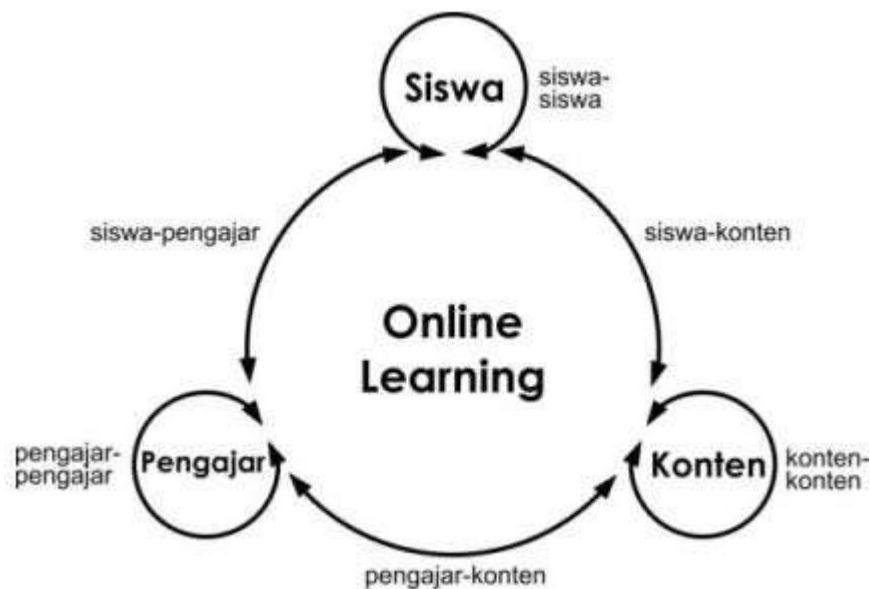 Siswa
siswa-
siswa
siswa-pengajar
siswa-konten
Online
Learning
pengajar-
pengajar
Pengajar
Konten
konten-
konten
pengajar-konten